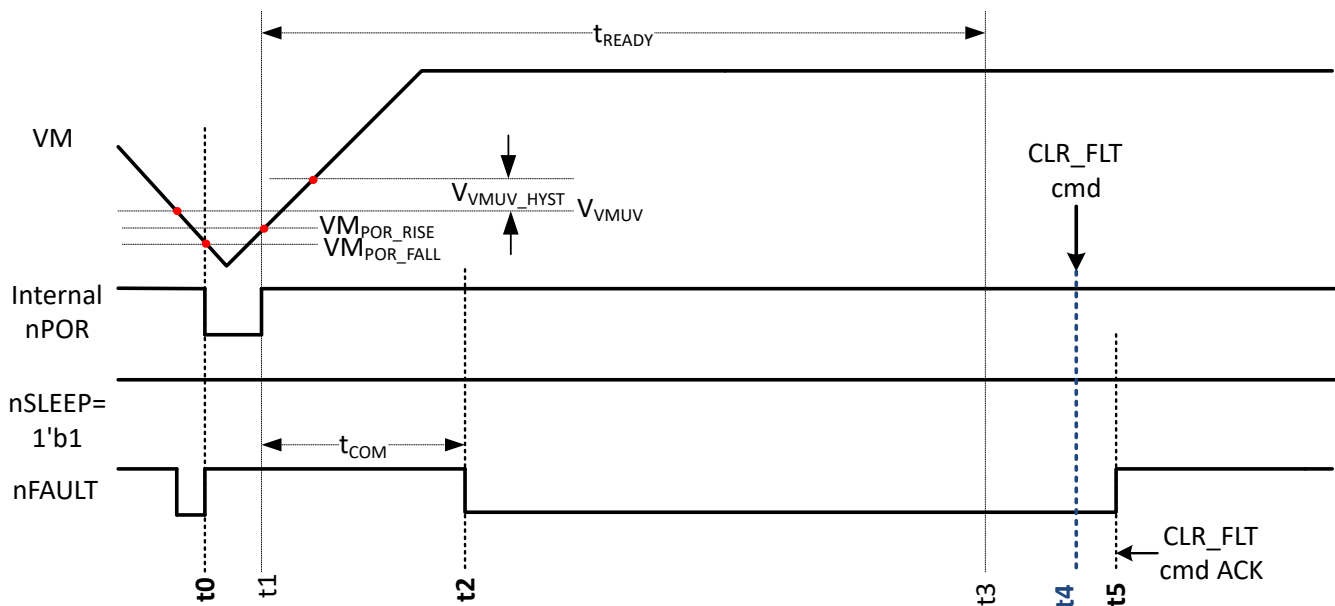 tREADY
VM
CLR_FLT
cmd
VVMUV_HYST
VVMUV
VMPOR_RISE
VMPOR_FALL
Internal
nPOR
nSLEEP=
1'b1
tCOM
nFAULT
CLR_FLT
cmd ACK
t0
t1
t2
t3
t4
t5